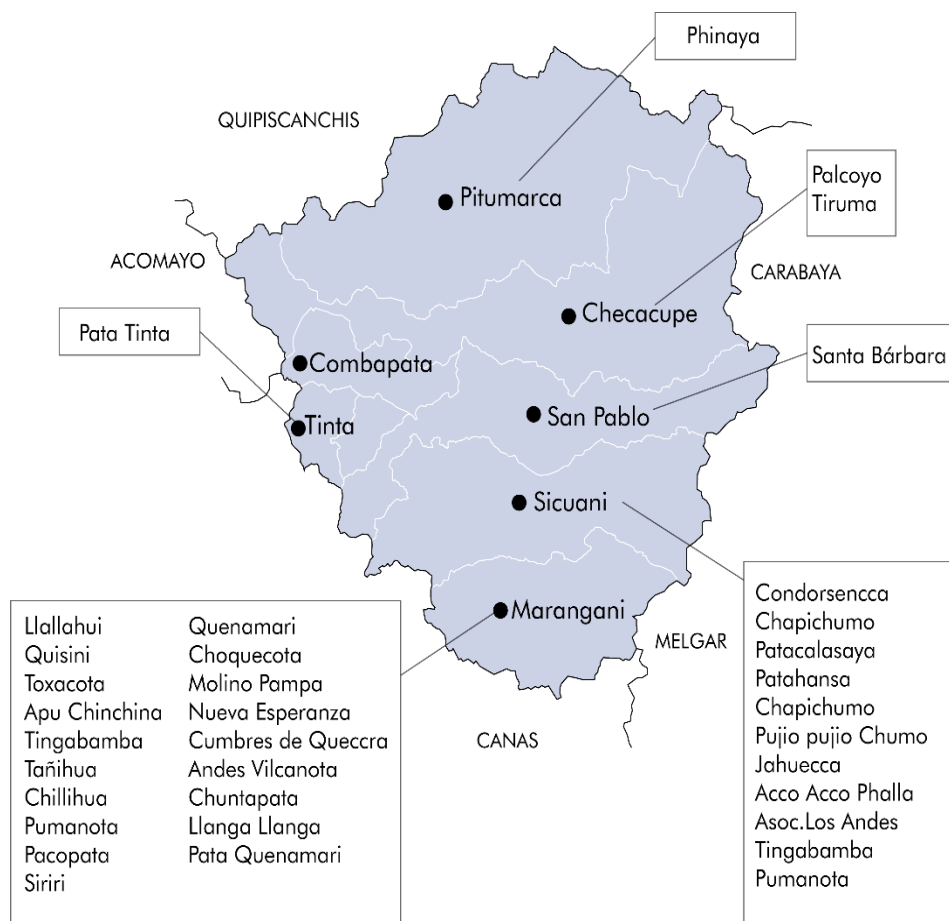 Phinaya
QUIPISCANCHIS
Pitumarca
Palcoyo
Tiruma
ACOMAYO
CARABAYA
Checacupe
Pata Tinta
Combapata
Santa Bárbara
San Pablo
Tinta
Sicuani
Marangani
MELGAR
CANAS
Llallahui
Quisini
Toxacota
Apu Chinchina
Tingabamba
Tañihua
Chillihua
Pumanota
Pacopata
Siriri
Quenamari
Choquecota
Molino Pampa
Nueva Esperanza
Cumbres de Queccra
Andes Vilcanota
Chuntapata
Llanga Llanga
Pata Quenamari
Condorsencca
Chapichumo
Patacalasaya
Patahansa
Chapichumo
Pujio pujio Chumo
Jahuecca
Acco Acco Phalla
Asoc.Los Andes
Tingabamba
Pumanota